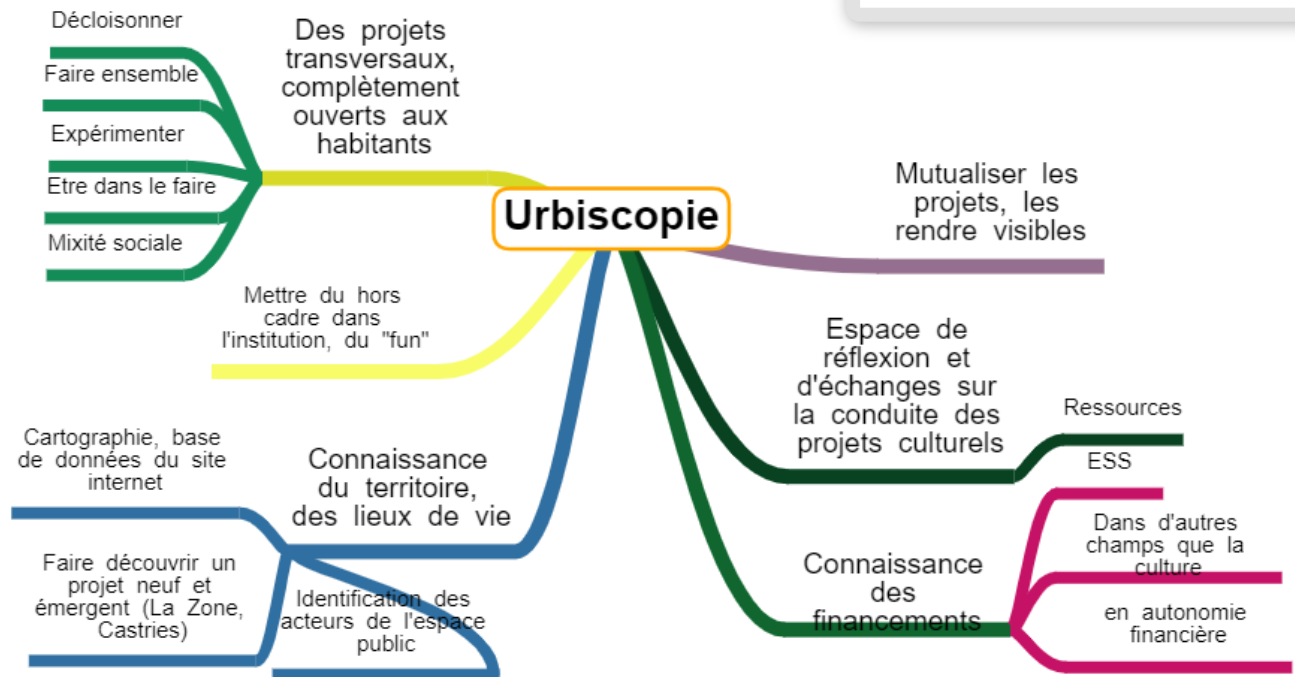 Décloisonner
Faire ensemble
Expérimenter
Etre dans le faire
Mixité sociale
Des projets
transversaux,
complètement
ouverts aux
habitants
Urbiscopie
Mettre du hors
cadre dans
l'institution, du "fun"
Cartographie, base
de données du site
internet
Faire découvrir un
projet neuf et
émergent (La Zone,
Castries)
Identification des
acteurs de l'espace
public
Connaissance
du territoire,
des lieux de vie
Mutualiser les
projets, les
rendre visibles
Espace de
réflexion et
d'échanges sur
la conduite des
projets culturels
Ressources
Connaissance
des
financements
ESS
Dans d'autres
champs que la
culture
en autonomie
financière